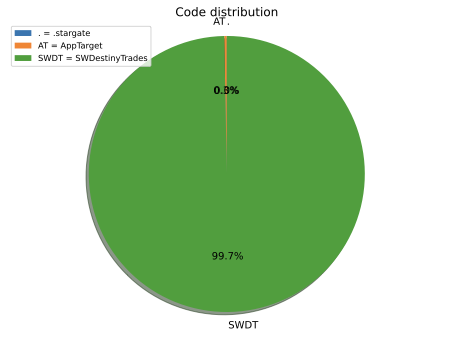 Code distribution
AT .
. = .stargate
AT = AppTarget
SWDT = SWDestinyTrades
99.7%
SWDT